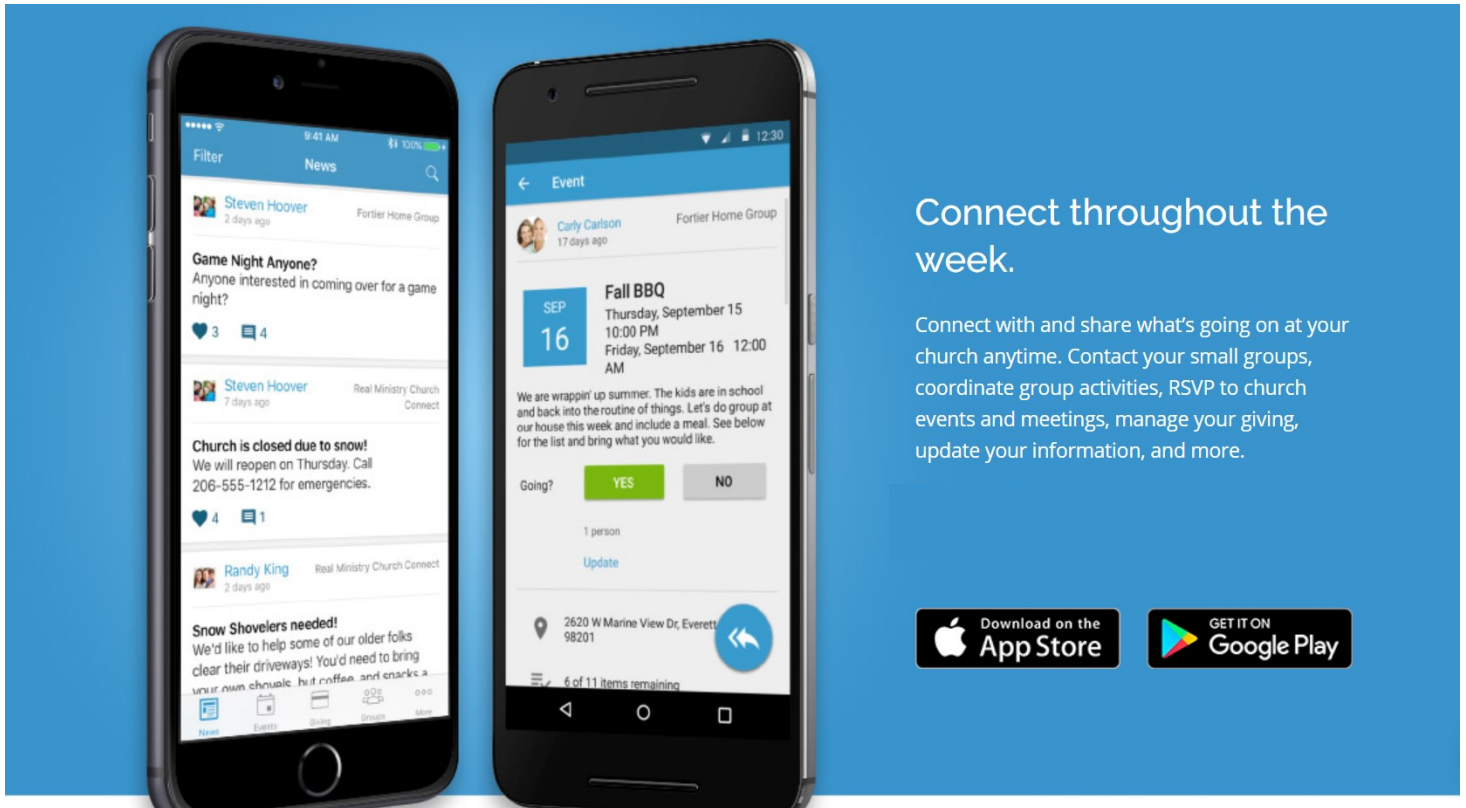 9:41 AM
100%
Filter
News
Steven Hoover
Fortier Home Group
2 days ago
Game Night Anyone?
Anyone interested in coming over for a game
night?
3 4
Steven Hoover
Real Ministry Church
Connect
7 days ago
Church is closed due to snow!
We will reopen on Thursday. Call
206-555-1212 for emergencies.
4 1
Randy King
Real Ministry Church Connect
2 days ago
Snow Shovelers needed!
We'd like to help some of our older folks
clear their driveways! You'd need to bring
your own shovels, but coffee, and snacks a
News Events Giving Groups More
12:30
Event
Carly Carlson
Fortier Home Group
17 days ago
SEP
16
Fall BBQ
Thursday, September 15
10:00 PM
Friday, September 16 12:00
AM
We are wrappin' up summer. The kids are in school
and back into the routine of things. Let's do group at
our house this week and include a meal. See below
for the list and bring what you would like.
Going? YES NO
1 person
Update
2620 W Marine View Dr, Everett
98201
6 of 11 items remaining
Connect throughout the
week.
Connect with and share what's going on at your
church anytime. Contact your small groups,
coordinate group activities, RSVP to church
events and meetings, manage your giving,
update your information, and more.
Download on the
App Store
GET IT ON
Google Play